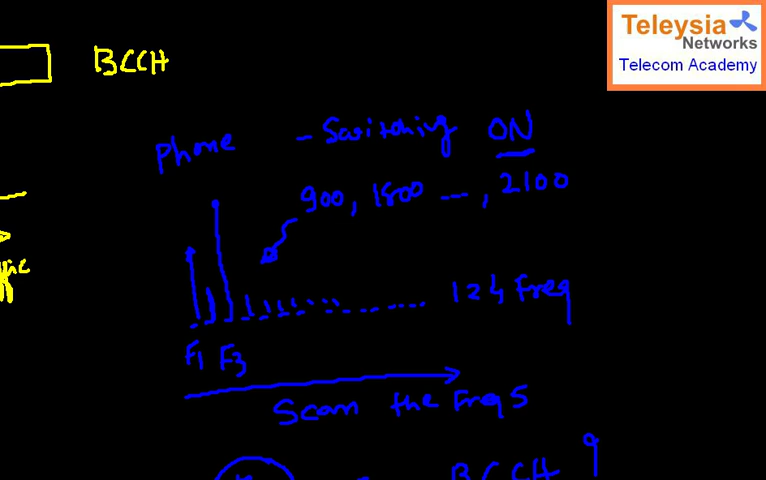 Teleysia
Networks
Telecom Academy
BCCH
Phone - Switching ON
900, 1800 ---, 2100
124 Freq
F1 F3
Scan the Freqs
BCCH